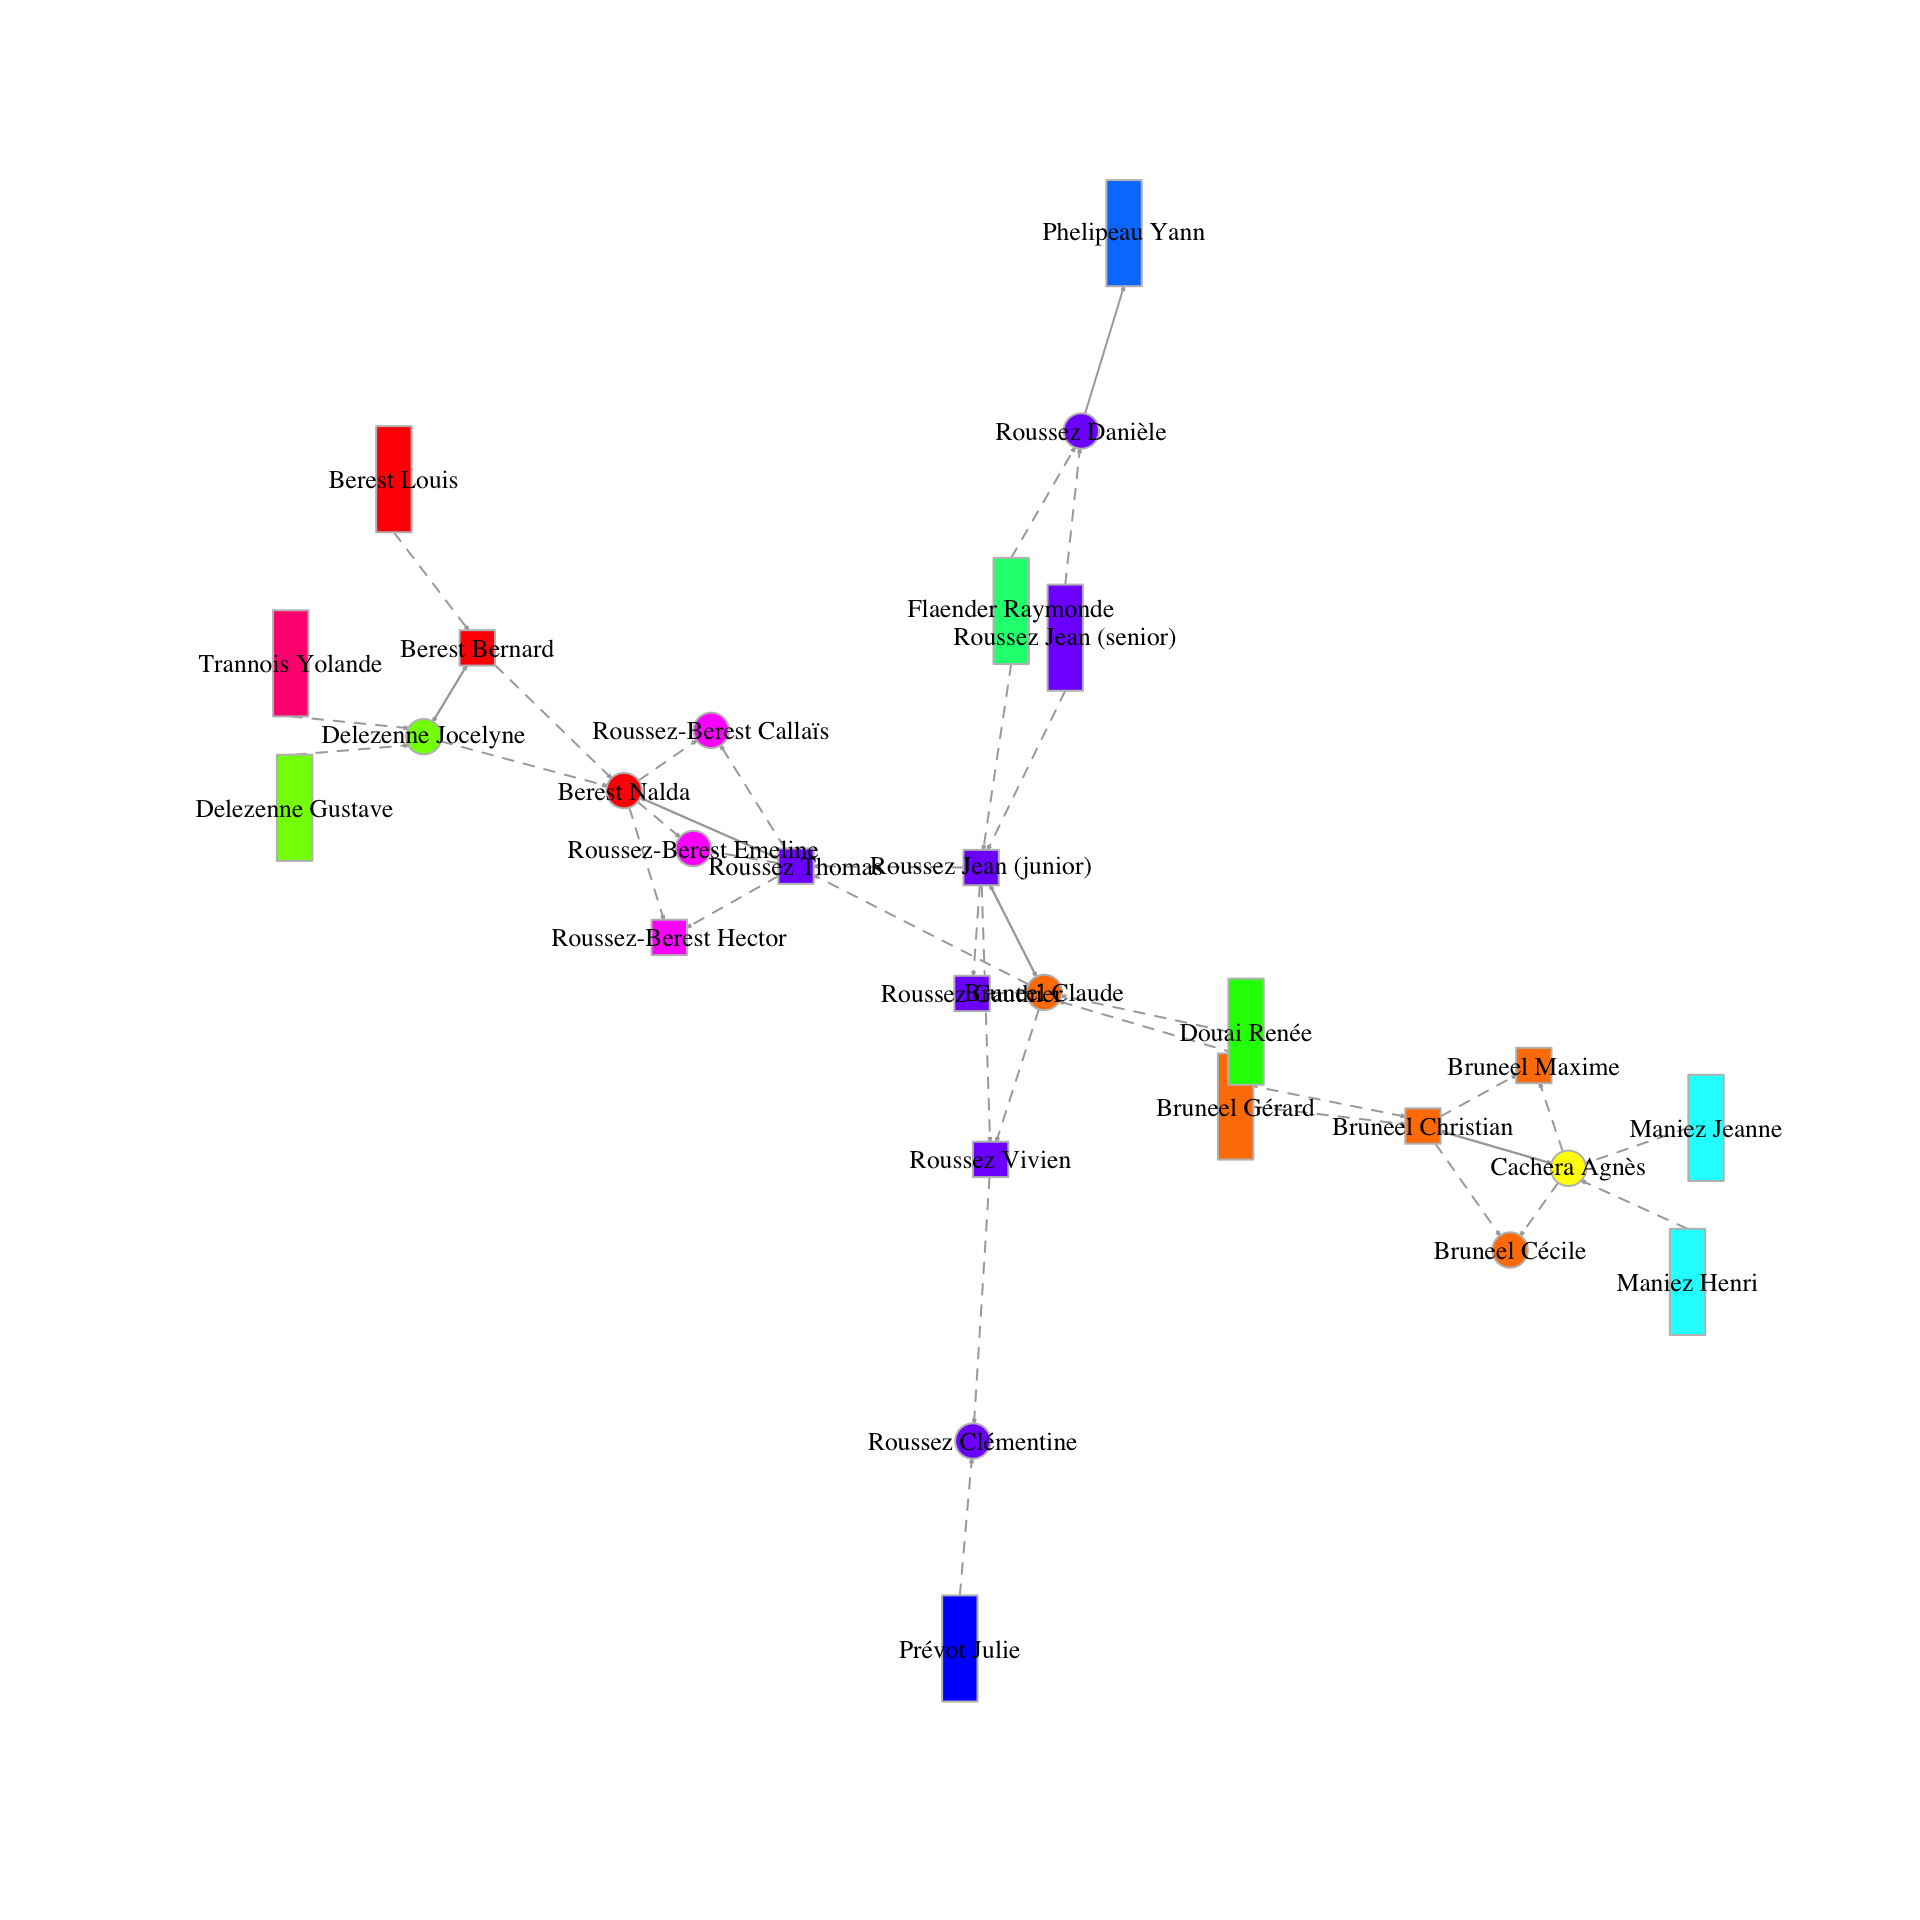 Phelipeau Yann
Roussez Danièle
Berest Louis
Flaender Raymonde
Roussez Jean (senior)
Berest Bernard
Trannois Yolande
Roussez-Berest Callaïs
Delezenne Jocelyne
Berest Nalda
Delezenne Gustave
Roussez-Berest Emeline
Roussez Thomas
Roussez Jean (junior)
Roussez-Berest Hector
Roussez Gauthier
Bruneel Claude
Douai Renée
Bruneel Maxime
Bruneel Gérard
Bruneel Christian
Maniez Jeanne
Roussez Vivien
Cachera Agnès
Bruneel Cécile
Maniez Henri
Roussez Clémentine
Prévot Julie